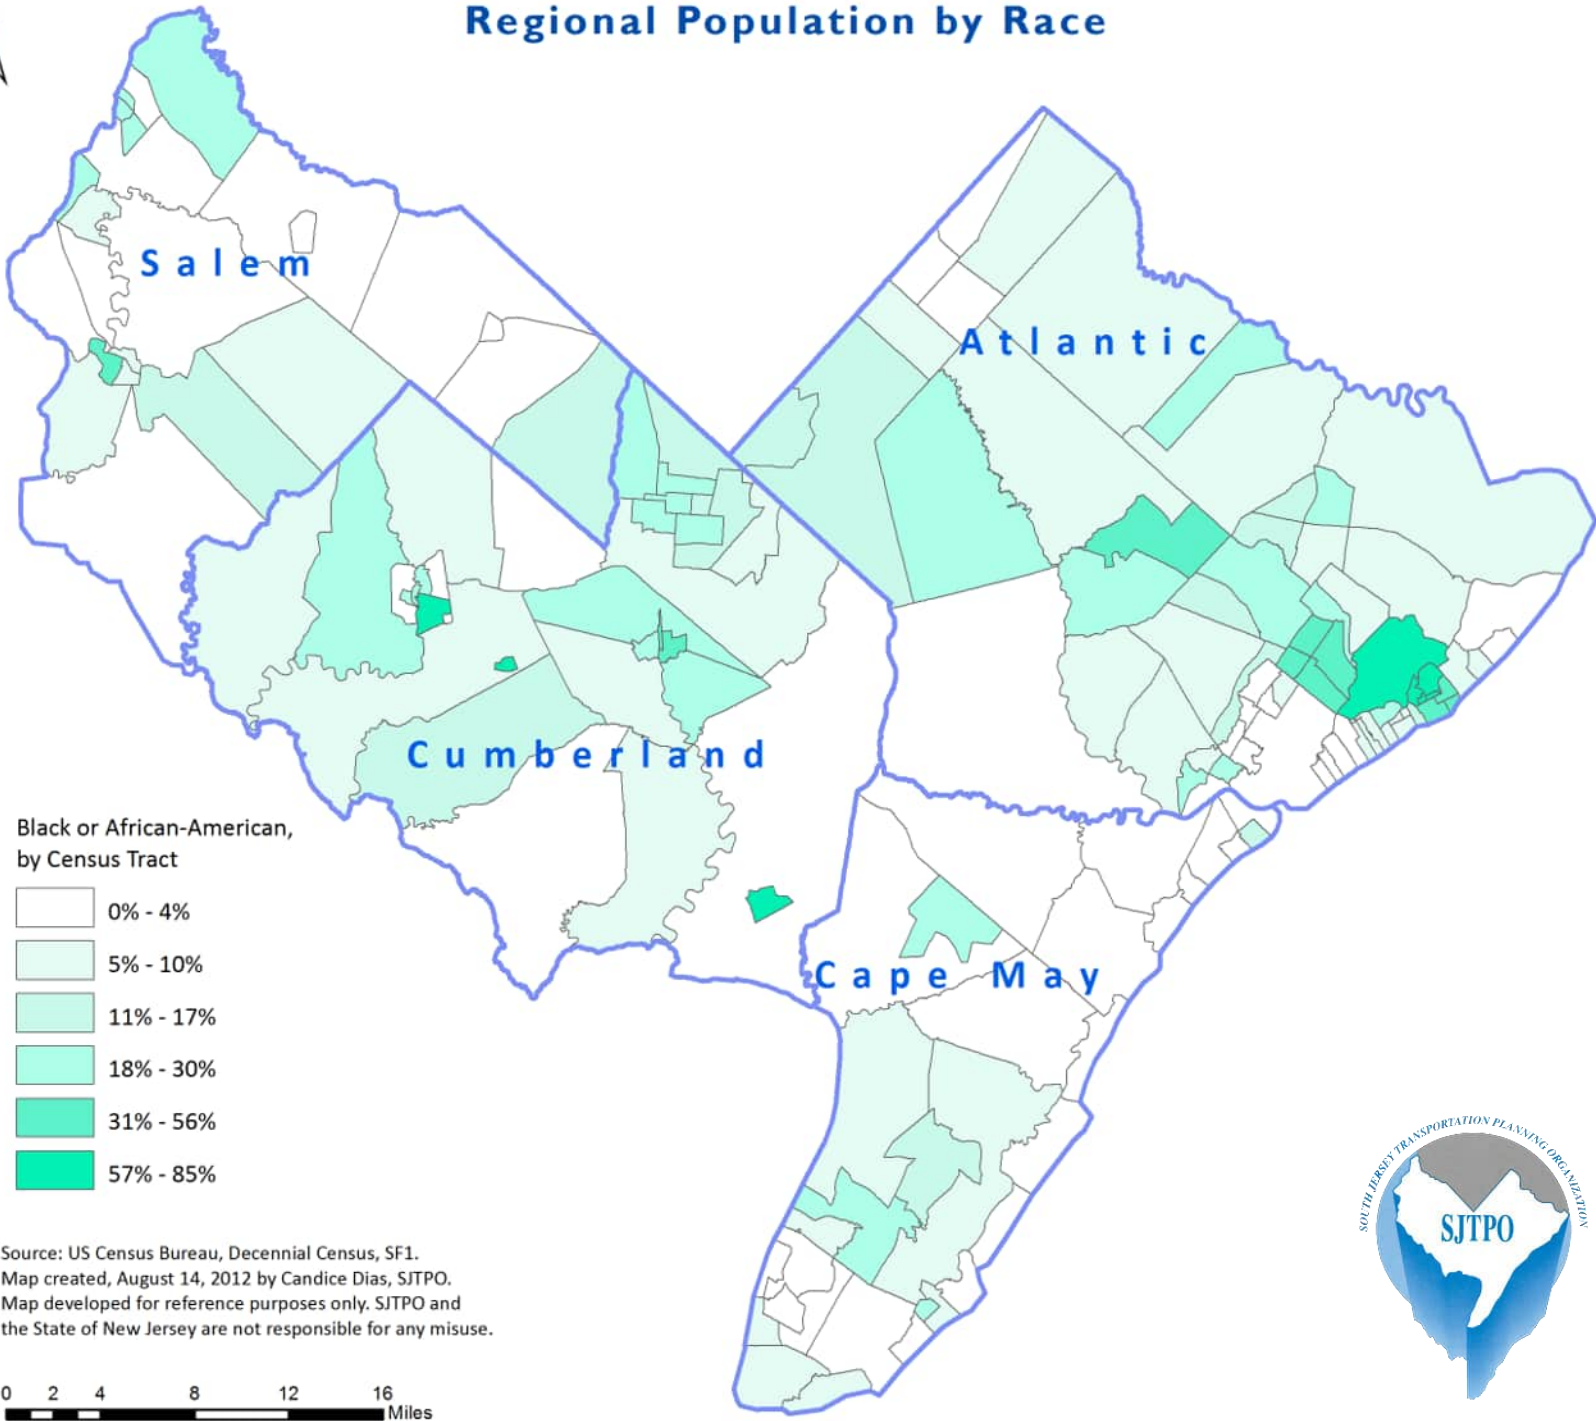 Regional Population by Race
Salem
Atlantic
Cumberland
Cape May
Black or African-American,
by Census Tract
0% - 4%
5% - 10%
11% - 17%
18% - 30%
31% - 56%
57% - 85%
Source: US Census Bureau, Decennial Census, SF1.
Map created, August 14, 2012 by Candice Dias, SJTPO.
Map developed for reference purposes only. SJTPO and
the State of New Jersey are not responsible for any misuse.
0 2 4 8 12 16
Miles
SOUTH JERSEY TRANSPORTATION PLANNING ORGANIZATION
SJTPO